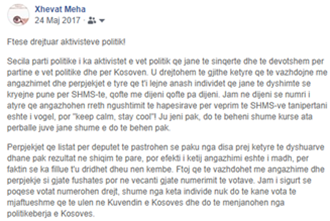 Xhevat Meha
24 Maj 2017
Ftese drejtuar aktivisteve politik!
Secila parti politike i ka aktivistet e vet politik qe jane te sinqerte dhe te devotshem per
partine e vet politike dhe per Kosoven. U drejtohem te gjithe ketyre qe te vazhdojne me
angazhimet dhe perpjekjet e tyre qe t'i lejne anash individet qe jane te dyshimte se
kryejne pune per SHMS-te, qofte me dijeni qofte pa dijeni. Jam ne dijeni se numri i
atyre qe angazhohen rreth ngushtimit te hapesirave per veprim te SHMS-ve tanipertani
eshte i vogel, por "keep calm, stay cool"! Ju jeni pak, do te beheni shume kurse ata
perballe juve jane shume e do te behen pak.
Perpjekjet qe listat per deputet te pastrohen se paku nga disa prej ketyre te dyshuarve
dhane pak rezultat ne shiqim te pare, por efekti i ketij angazhimi eshte i madh, per
faktin se ka fillue t'u dridhet dheu nen kembe. Ftoj qe te vazhdohet me angazhime dhe
perpjekje si gjate fushates por ne vecanti gjate numerimit te votave. Jam i sigurt se
poqese votat numerohen drejt, shume nga keta individe nuk do te kane vota te
mjaftueshme qe te ulen ne Kuvendin e Kosoves dhe do te menjanohen nga
politikeberja e Kosoves.